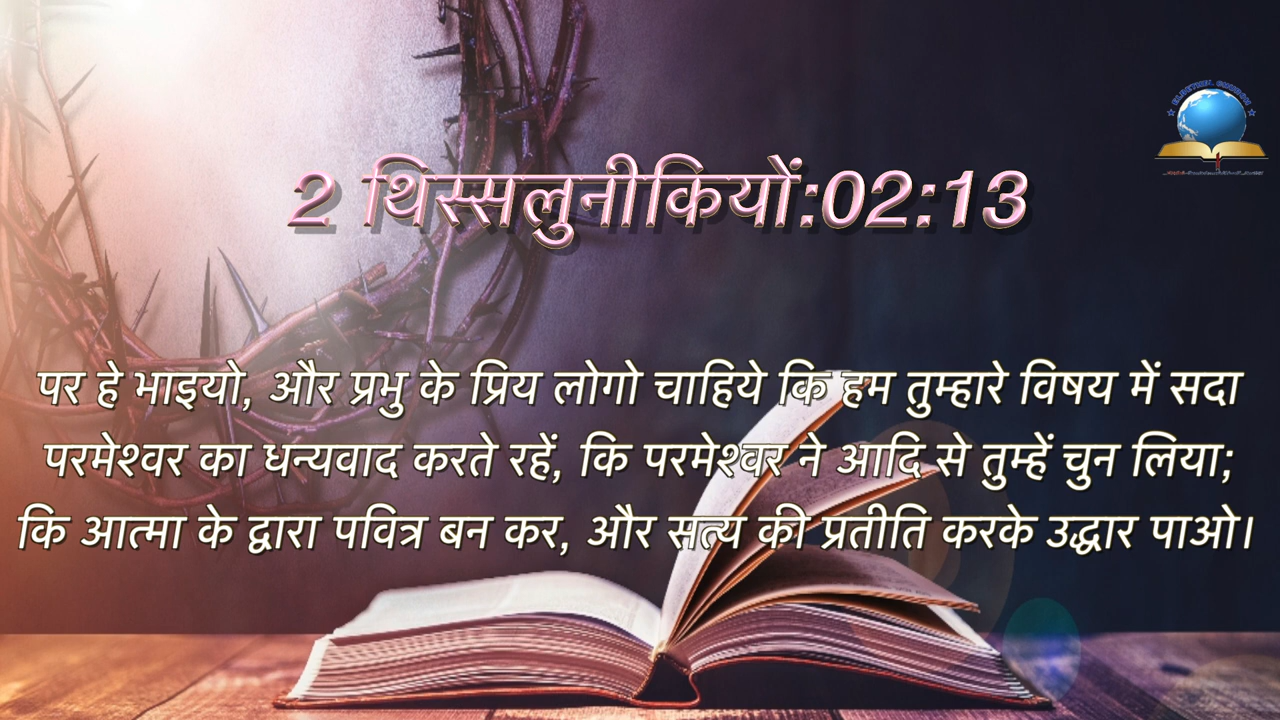 2 थिस्सलुनीकियों:02:13
पर हे भाइयो, और प्रभु के प्रिय लोगो चाहिये कि हम तुम्हारे विषय में सदा
परमेश्वर का धन्यवाद करते रहें, कि परमेश्वर ने आदि से तुम्हें चुन लिया;
कि आत्मा के द्वारा पवित्र बन कर, और सत्य की प्रतीति करके उद्धार पाओ।